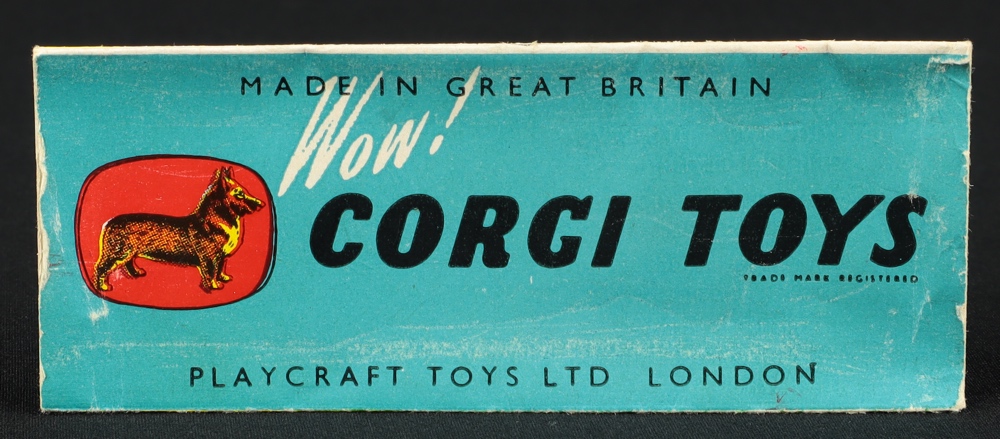 MADE IN GREAT BRITAIN
Wow!
CORGI TOYS
TRADE MARK REGISTERED
PLAYCRAFT TOYS LTD LONDON